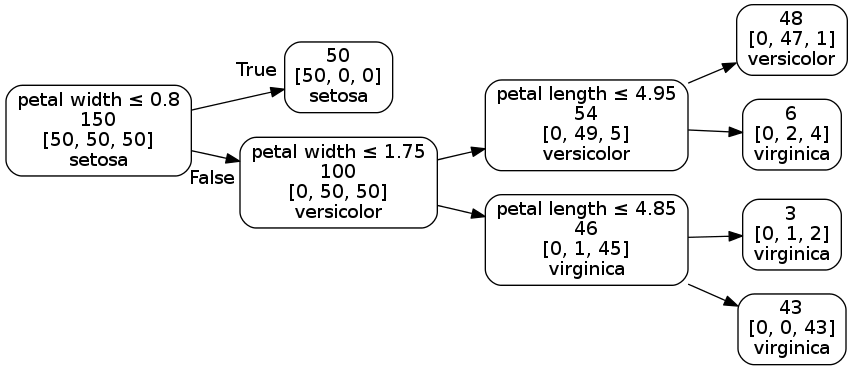 petal width ≤ 0.8
150
[50, 50, 50]
setosa
True
False
50
[50, 0, 0]
setosa
petal width ≤ 1.75
100
[0, 50, 50]
versicolor
petal length ≤ 4.95
54
[0, 49, 5]
versicolor
petal length ≤ 4.85
46
[0, 1, 45]
virginica
48
[0, 47, 1]
versicolor
6
[0, 2, 4]
virginica
3
[0, 1, 2]
virginica
43
[0, 0, 43]
virginica